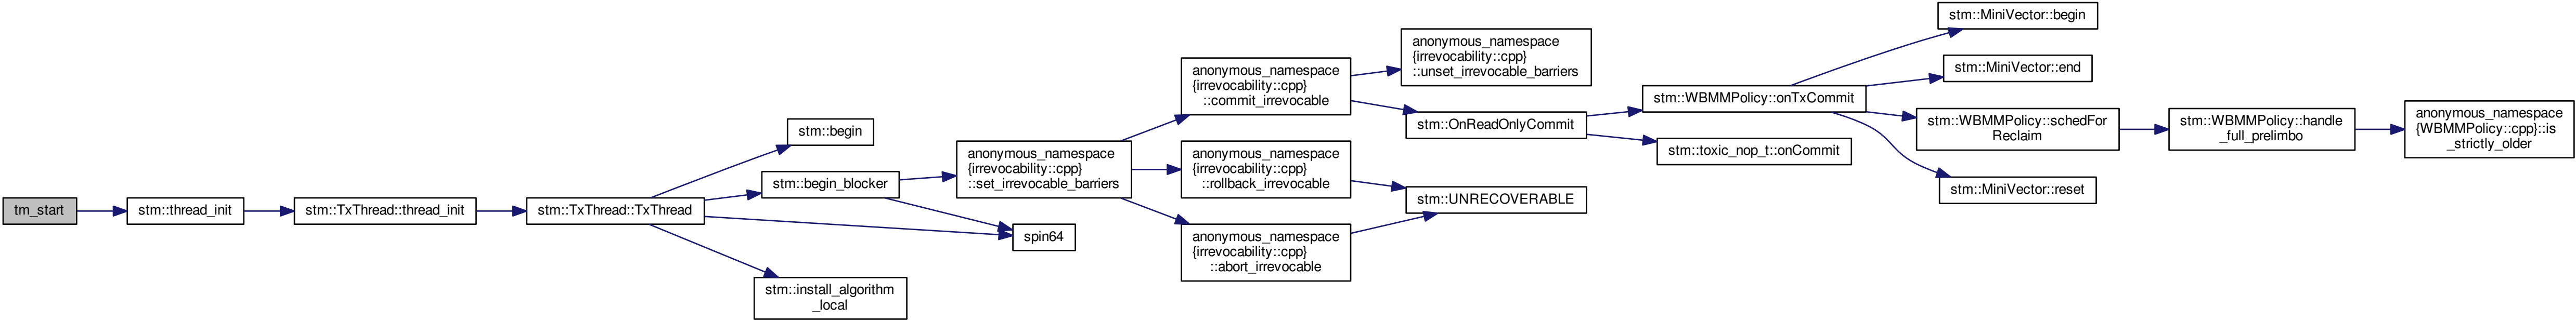 tm_start
stm::thread_init
stm::TxThread::thread_init
stm::TxThread::TxThread
stm::begin
stm::begin_blocker
spin64
stm::install_algorithm
_local
anonymous_namespace
{irrevocability::cpp}
::set_irrevocable_barriers
anonymous_namespace
{irrevocability::cpp}
::commit_irrevocable
anonymous_namespace
{irrevocability::cpp}
::rollback_irrevocable
anonymous_namespace
{irrevocability::cpp}
::abort_irrevocable
anonymous_namespace
{irrevocability::cpp}
::unset_irrevocable_barriers
stm::OnReadOnlyCommit
stm::UNRECOVERABLE
stm::WBMMPolicy::onTxCommit
stm::toxic_nop_t::onCommit
stm::MiniVector::begin
stm::MiniVector::end
stm::WBMMPolicy::schedFor
Reclaim
stm::MiniVector::reset
stm::WBMMPolicy::handle
_full_prelimbo
anonymous_namespace
{WBMMPolicy::cpp}::is
_strictly_older